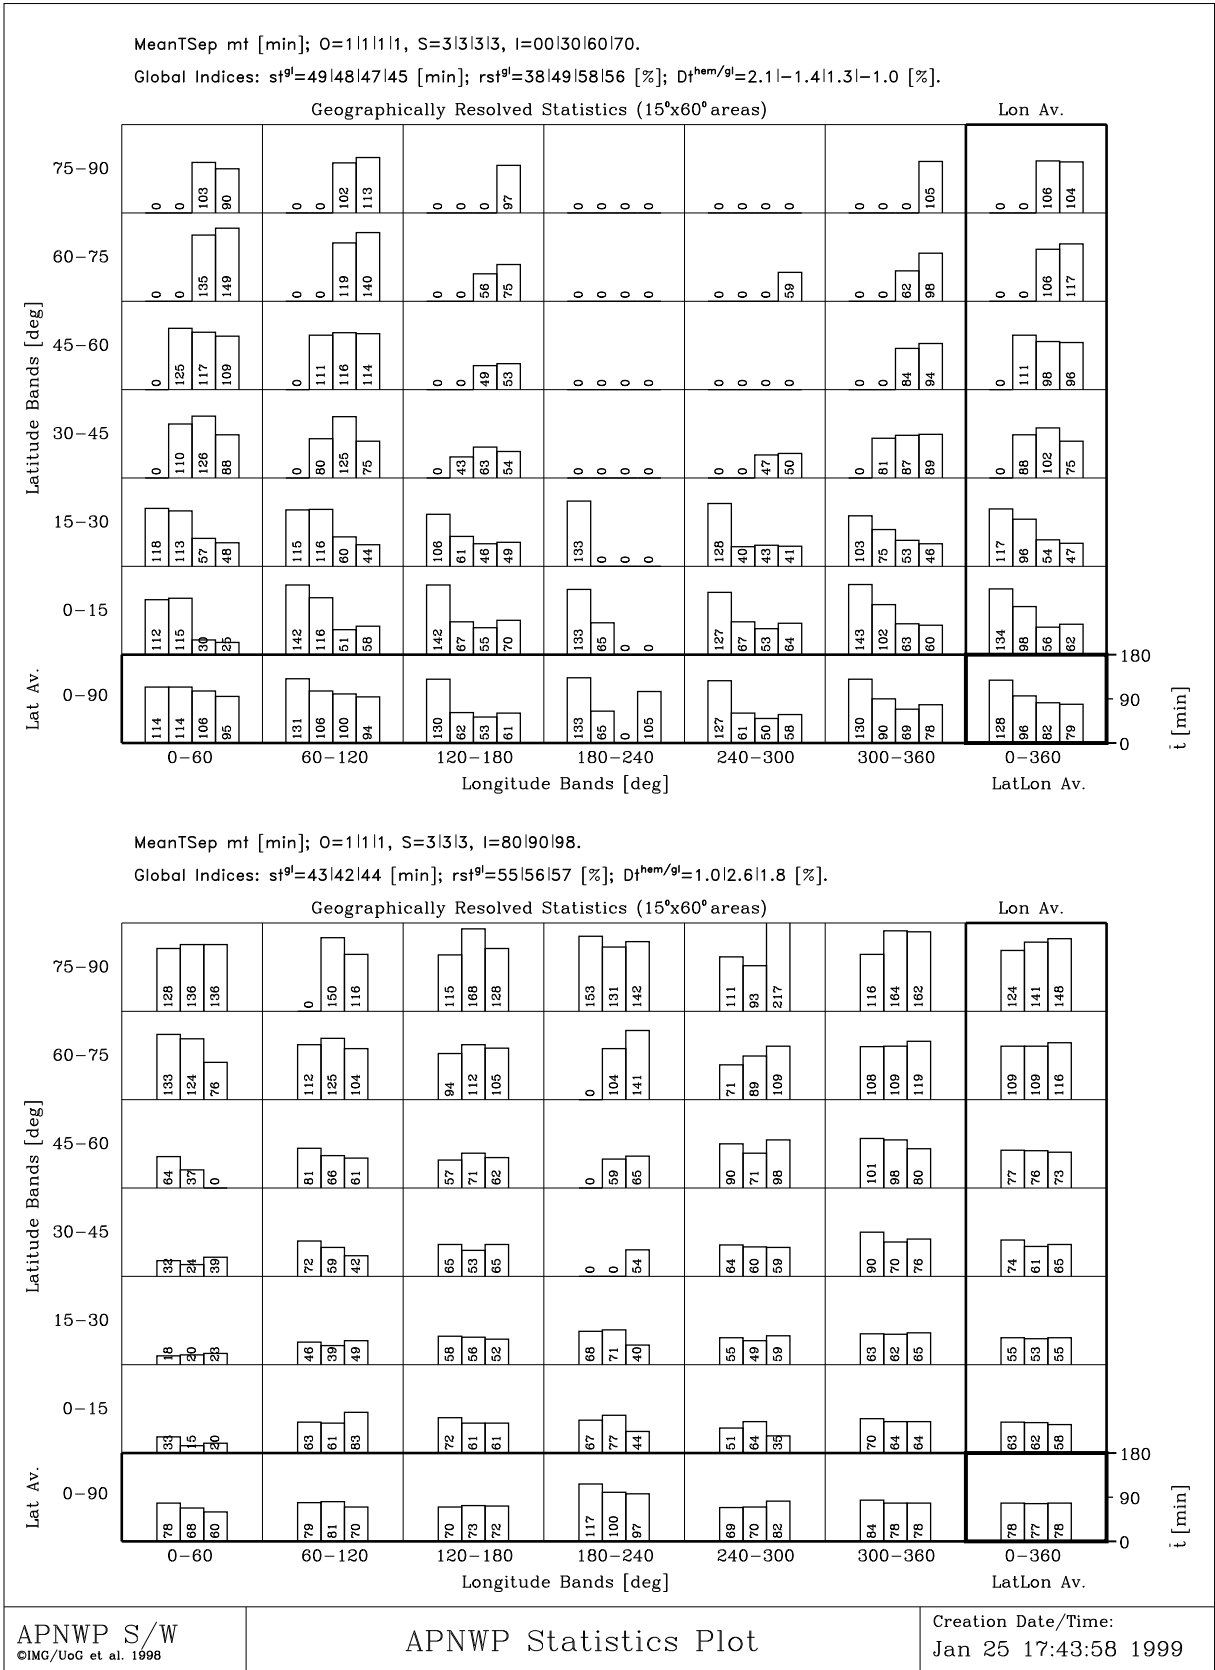 MeanTSep mt [min]; O=1|1|1|1, S=3|3|3|3, I=00|30|60|70.
Global Indices: st^gl=49|48|47|45 [min]; rst^gl=38|49|58|56 [%]; Dt^hem/gl=2.1|−1.4|1.3|−1.0 [%].
Geographically Resolved Statistics (15°x60° areas) Lon Av.
75−90 0 0 103 90 0 0 102 113 0 0 0 97 0 0 0 0 0 0 0 0 0 0 0 105 0 0 106 104
60−75 0 0 135 149 0 0 119 140 0 0 56 75 0 0 0 0 0 0 0 59 0 0 62 98 0 0 106 117
Latitude Bands [deg]
45−60 0 125 117 109 0 111 116 114 0 0 49 53 0 0 0 0 0 0 0 0 0 0 84 94 0 111 98 96
30−45 0 110 126 88 0 80 125 75 0 43 63 54 0 0 0 0 0 0 47 50 0 81 87 89 0 88 102 75
15−30 118 113 57 48 115 116 60 44 106 61 46 49 133 0 0 0 128 40 43 41 103 75 53 46 117 96 54 47
0−15 112 115 30 25 142 116 51 58 142 67 55 70 133 65 0 0 127 67 53 64 143 102 63 60 134 98 56 62
Lat Av.
0−90 114 114 106 95 131 106 100 94 130 62 53 61 133 65 0 105 127 61 50 58 130 90 69 78 128 96 82 79
180
90
0
t [min]
0−60 60−120 120−180 180−240 240−300 300−360 0−360
Longitude Bands [deg] LatLon Av.
MeanTSep mt [min]; O=1|1|1, S=3|3|3, I=80|90|98.
Global Indices: st^gl=43|42|44 [min]; rst^gl=55|56|57 [%]; Dt^hem/gl=1.0|2.6|1.8 [%].
Geographically Resolved Statistics (15°x60° areas) Lon Av.
75−90 128 136 136 0 150 116 115 168 128 153 131 142 111 93 217 116 164 162 124 141 148
60−75 133 124 76 112 125 104 94 112 105 0 104 141 71 89 109 108 109 119 109 109 116
Latitude Bands [deg]
45−60 64 37 0 81 66 61 57 71 62 0 59 65 90 71 98 101 98 80 77 76 73
30−45 32 24 39 72 59 42 65 53 65 0 0 54 64 60 59 90 70 76 74 61 65
15−30 18 20 23 46 39 49 58 56 52 68 71 40 55 49 59 63 62 65 55 53 55
0−15 33 15 20 63 61 83 72 61 61 67 77 44 51 64 35 70 64 64 63 62 58
Lat Av.
0−90 78 68 60 79 81 70 70 73 72 117 100 97 69 70 82 84 78 78 78 77 78
180
90
0
t [min]
0−60 60−120 120−180 180−240 240−300 300−360 0−360
Longitude Bands [deg] LatLon Av.
APNWP S/W
©IMG/UoG et al. 1998
APNWP Statistics Plot
Creation Date/Time:
Jan 25 17:43:58 1999